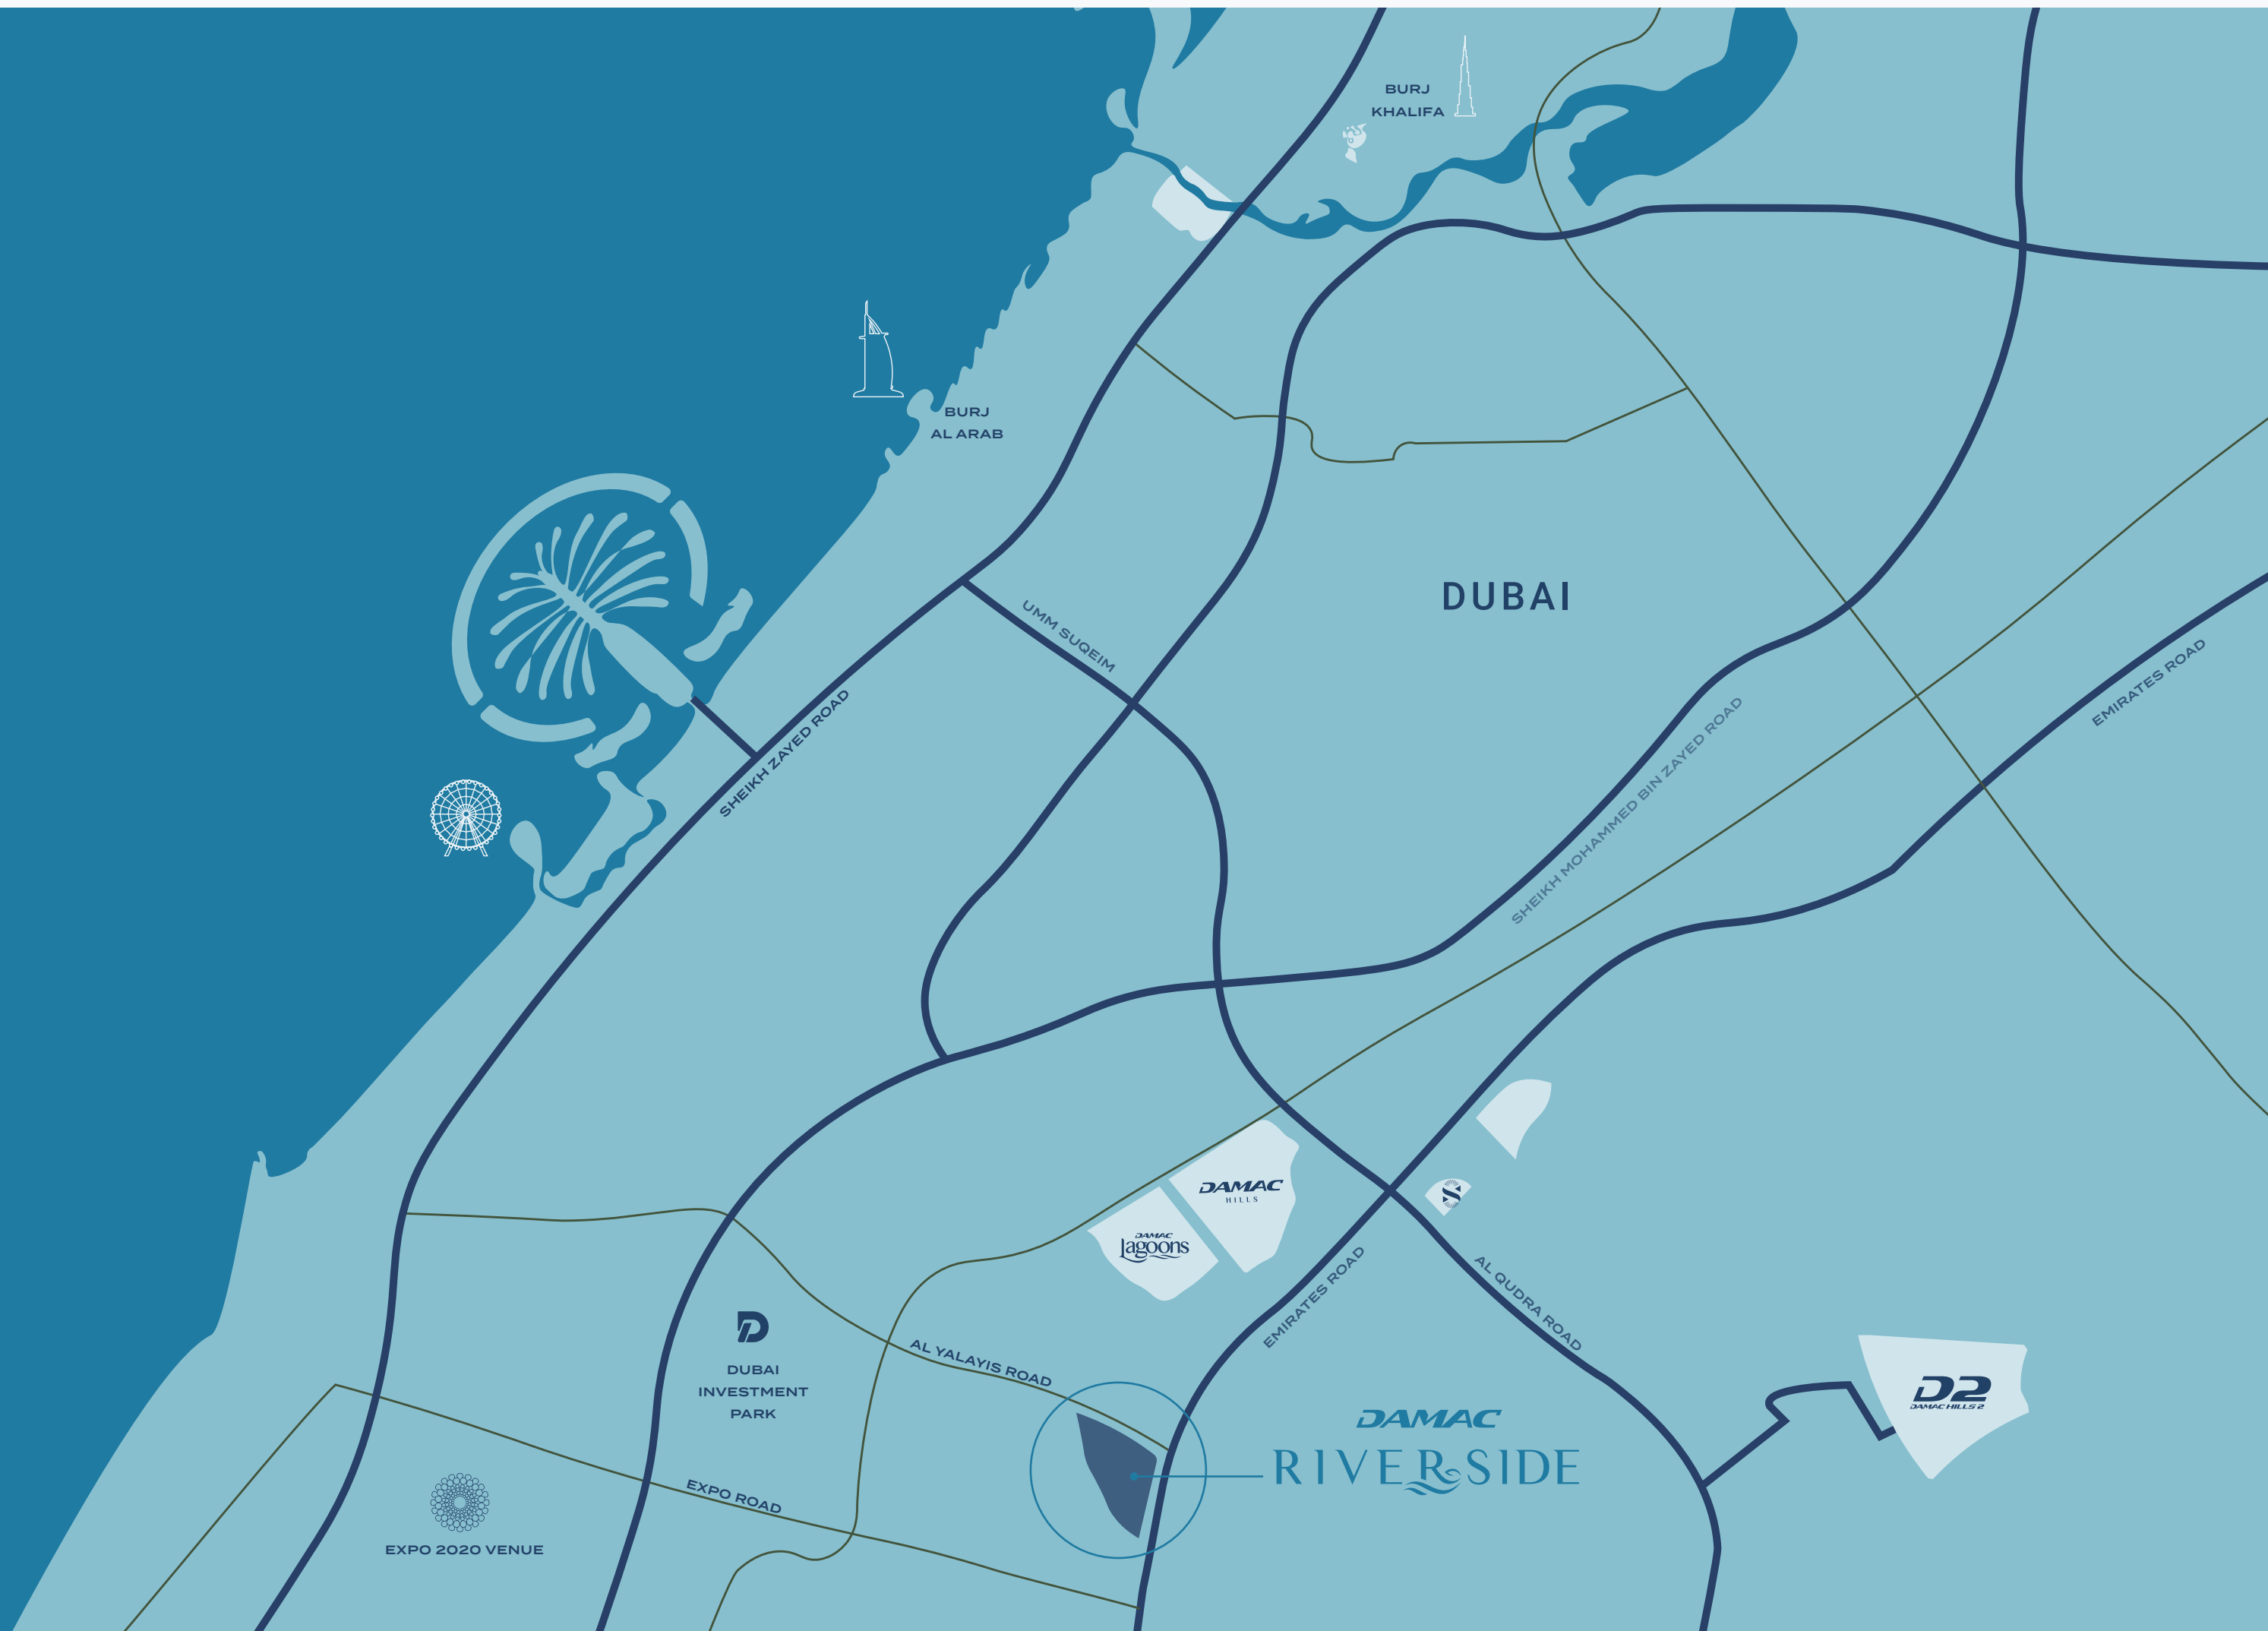 BURJ
KHALIFA
BURJ
AL ARAB
DUBAI
UMM SUQEIM
EMIRATES ROAD
SHEIKH ZAYED ROAD
SHEIKH MOHAMMED BIN ZAYED ROAD
DAMAC
HILLS
DAMAC
lagoons
S
EMIRATES ROAD
AL QUDRA ROAD
D
DUBAI
INVESTMENT
PARK
AL YALAYIS ROAD
D2
DAMAC HILLS 2
DAMAC
RIVERSIDE
EXPO ROAD
EXPO 2020 VENUE